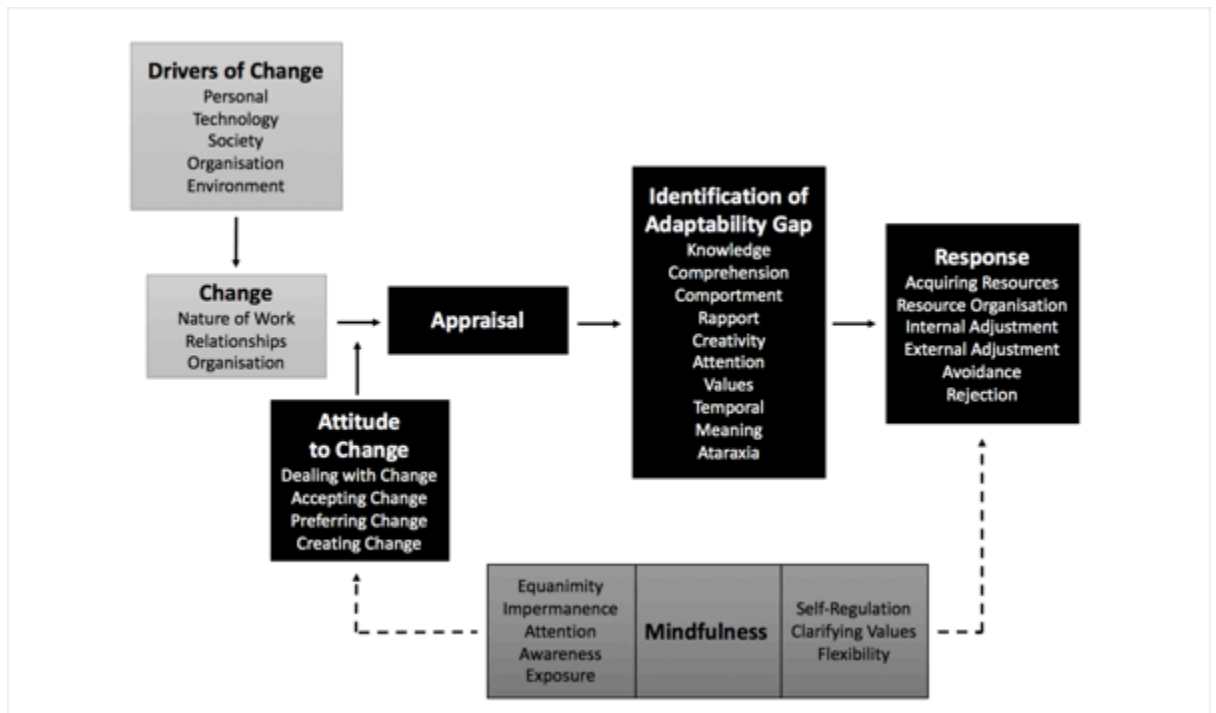 Drivers of Change
Personal
Technology
Society
Organisation
Environment
Change
Nature of Work
Relationships
Organisation
Appraisal
Identification of
Adaptability Gap
Knowledge
Comprehension
Comportment
Rapport
Creativity
Attention
Values
Temporal
Meaning
Ataraxia
Response
Acquiring Resources
Resource Organisation
Internal Adjustment
External Adjustment
Avoidance
Rejection
Attitude
to Change
Dealing with Change
Accepting Change
Preferring Change
Creating Change
Equanimity
Impermanence
Attention
Awareness
Exposure
Mindfulness
Self-Regulation
Clarifying Values
Flexibility